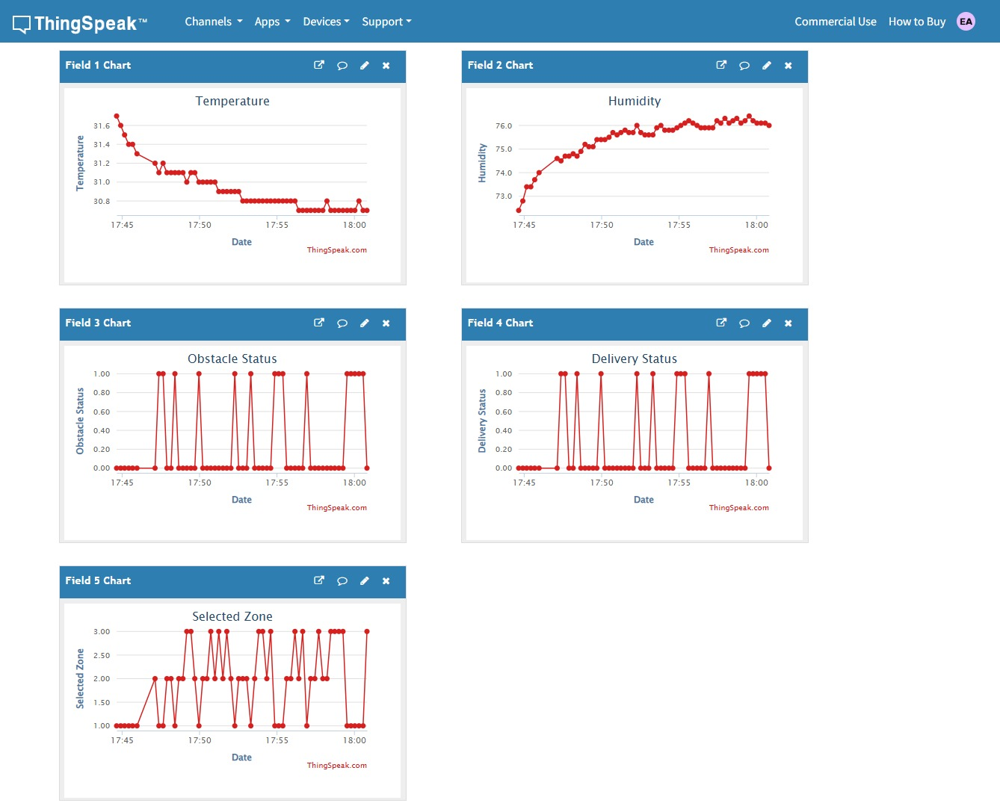 ThingSpeak™ Channels Apps Devices Support Commercial Use How to Buy EA
Field 1 Chart
Temperature
Temperature
31.6
31.4
31.2
31.0
30.8
17:45 17:50 17:55 18:00
Date
ThingSpeak.com
Field 2 Chart
Humidity
Humidity
76.0
75.0
74.0
73.0
17:45 17:50 17:55 18:00
Date
ThingSpeak.com
Field 3 Chart
Obstacle Status
Obstacle Status
1.00
0.80
0.60
0.40
0.20
0.00
17:45 17:50 17:55 18:00
Date
ThingSpeak.com
Field 4 Chart
Delivery Status
Delivery Status
1.00
0.80
0.60
0.40
0.20
0.00
17:45 17:50 17:55 18:00
Date
ThingSpeak.com
Field 5 Chart
Selected Zone
Selected Zone
3.00
2.50
2.00
1.50
1.00
17:45 17:50 17:55 18:00
Date
ThingSpeak.com